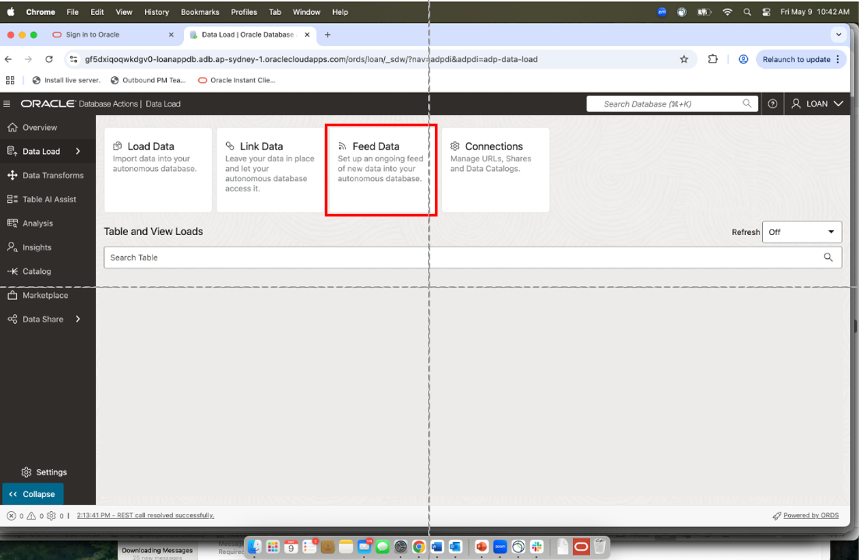 Chrome File Edit View History Bookmarks Profiles Tab Window Help Fri May 9 10:42 AM
Sign in to Oracle Data Load | Oracle Database
gf5dxiqoqwkdgv0-loanappdb.adb.ap-sydney-1.oraclecloudapps.com/ords/loan/_sdw/?nav=adpdi&adpdi=adp-data-load Relaunch to update
Install live server. Outbound PM Tea... Oracle Instant Clie...
ORACLE Database Actions | Data Load Search Database (⌘+K) LOAN
Overview
Data Load
Data Transforms
Table AI Assist
Analysis
Insights
Catalog
Marketplace
Data Share
Settings
Collapse
Load Data
Import data into your
autonomous database.
Link Data
Leave your data in place
and let your
autonomous database
access it.
Feed Data
Set up an ongoing feed
of new data into your
autonomous database.
Connections
Manage URLs, Shares
and Data Catalogs.
Table and View Loads
Refresh Off
Search Table
0 0 0 | 2:13:41 PM - REST call resolved successfully. Powered by ORDS
Downloading Messages
9